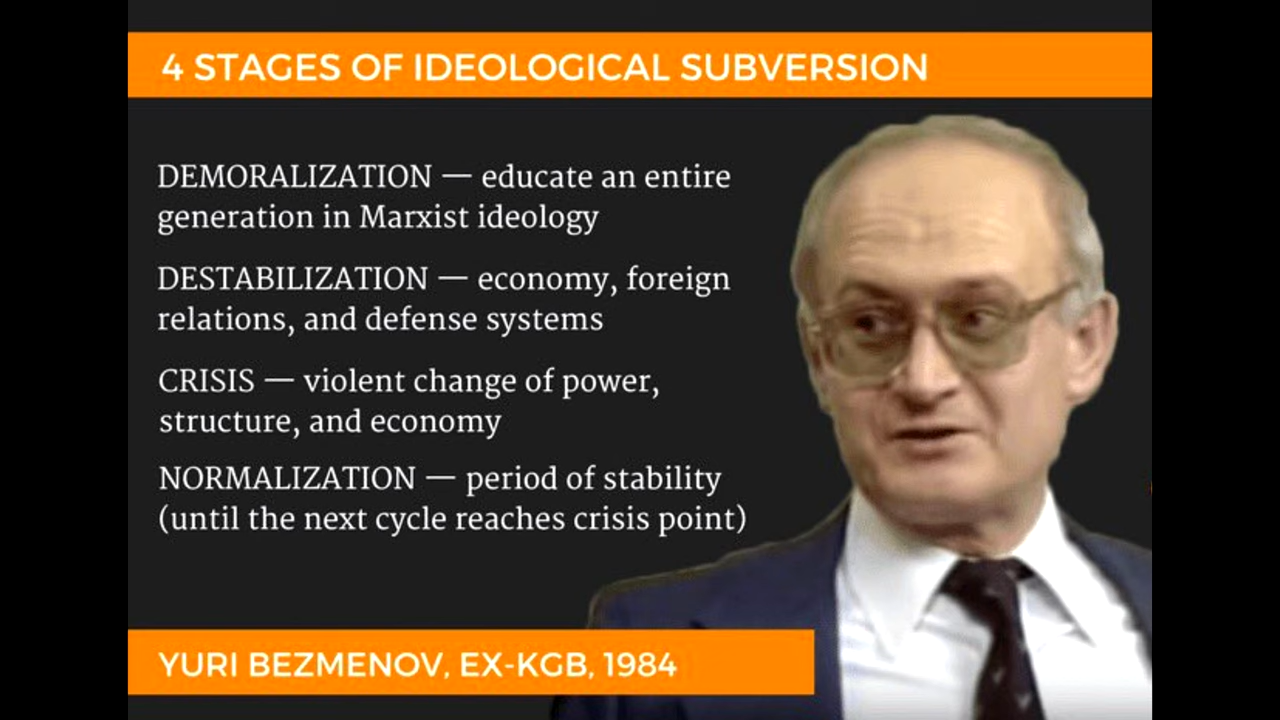 4 STAGES OF IDEOLOGICAL SUBVERSION
DEMORALIZATION — educate an entire
generation in Marxist ideology
DESTABILIZATION — economy, foreign
relations, and defense systems
CRISIS — violent change of power,
structure, and economy
NORMALIZATION — period of stability
(until the next cycle reaches crisis point)
YURI BEZMENOV, EX-KGB, 1984